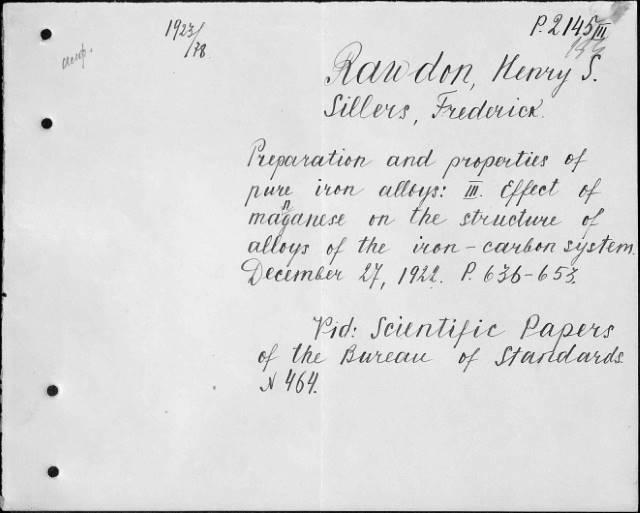 1923/78
P. 2145 III
Rawdon, Henry S.
Sillers, Frederick.
Preparation and properties of
pure iron alloys: III. Effect of
manganese on the structure of
alloys of the iron-carbon system.
December 27, 1922. P. 636-653.
Vid: Scientific Papers
of the Bureau of Standards
N 464.